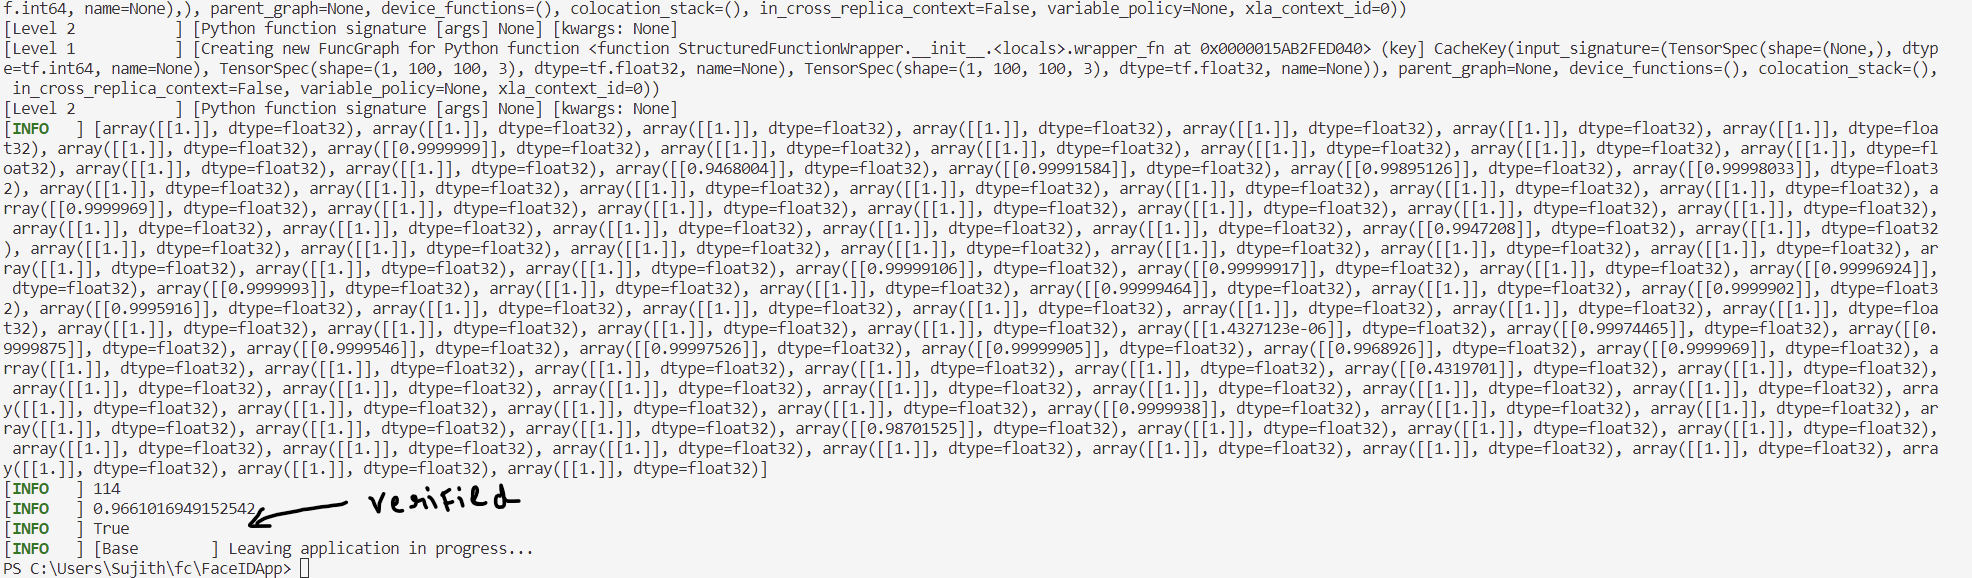 f.int64, name=None),), parent_graph=None, device_functions=(), colocation_stack=(), in_cross_replica_context=False, variable_policy=None, xla_context_id=0))
[Level 2             ] [Python function signature [args] None] [kwargs: None]
[Level 1             ] [Creating new FuncGraph for Python function <function StructuredFunctionWrapper.__init__.<locals>.wrapper_fn at 0x0000015AB2FED040> (key] CacheKey(input_signature=(TensorSpec(shape=(None,), dtyp
e=tf.int64, name=None), TensorSpec(shape=(1, 100, 100, 3), dtype=tf.float32, name=None), TensorSpec(shape=(1, 100, 100, 3), dtype=tf.float32, name=None)), parent_graph=None, device_functions=(), colocation_stack=(),
 in_cross_replica_context=False, variable_policy=None, xla_context_id=0))
[Level 2             ] [Python function signature [args] None] [kwargs: None]
[INFO   ] [array([[1.]], dtype=float32), array([[1.]], dtype=float32), array([[1.]], dtype=float32), array([[1.]], dtype=float32), array([[1.]], dtype=float32), array([[1.]], dtype=float32), array([[1.]], dtype=floa
t32), array([[1.]], dtype=float32), array([[0.9999999]], dtype=float32), array([[1.]], dtype=float32), array([[1.]], dtype=float32), array([[1.]], dtype=float32), array([[1.]], dtype=float32), array([[1.]], dtype=fl
oat32), array([[1.]], dtype=float32), array([[1.]], dtype=float32), array([[0.9468004]], dtype=float32), array([[0.99991584]], dtype=float32), array([[0.99895126]], dtype=float32), array([[0.99998033]], dtype=float3
2), array([[1.]], dtype=float32), array([[1.]], dtype=float32), array([[1.]], dtype=float32), array([[1.]], dtype=float32), array([[1.]], dtype=float32), array([[1.]], dtype=float32), array([[1.]], dtype=float32), a
rray([[0.9999969]], dtype=float32), array([[1.]], dtype=float32), array([[1.]], dtype=float32), array([[1.]], dtype=float32), array([[1.]], dtype=float32), array([[1.]], dtype=float32), array([[1.]], dtype=float32),
 array([[1.]], dtype=float32), array([[1.]], dtype=float32), array([[1.]], dtype=float32), array([[1.]], dtype=float32), array([[1.]], dtype=float32), array([[0.9947208]], dtype=float32), array([[1.]], dtype=float32
), array([[1.]], dtype=float32), array([[1.]], dtype=float32), array([[1.]], dtype=float32), array([[1.]], dtype=float32), array([[1.]], dtype=float32), array([[1.]], dtype=float32), array([[1.]], dtype=float32), ar
ray([[1.]], dtype=float32), array([[1.]], dtype=float32), array([[1.]], dtype=float32), array([[0.99999106]], dtype=float32), array([[0.99999917]], dtype=float32), array([[1.]], dtype=float32), array([[0.99996924]],
 dtype=float32), array([[0.9999993]], dtype=float32), array([[1.]], dtype=float32), array([[1.]], dtype=float32), array([[0.99999464]], dtype=float32), array([[1.]], dtype=float32), array([[0.9999902]], dtype=float3
2), array([[0.9995916]], dtype=float32), array([[1.]], dtype=float32), array([[1.]], dtype=float32), array([[1.]], dtype=float32), array([[1.]], dtype=float32), array([[1.]], dtype=float32), array([[1.]], dtype=floa
t32), array([[1.]], dtype=float32), array([[1.]], dtype=float32), array([[1.]], dtype=float32), array([[1.]], dtype=float32), array([[1.4327123e-06]], dtype=float32), array([[0.99974465]], dtype=float32), array([[0.
9999875]], dtype=float32), array([[0.9999546]], dtype=float32), array([[0.99997526]], dtype=float32), array([[0.99999905]], dtype=float32), array([[0.9968926]], dtype=float32), array([[0.9999969]], dtype=float32), a
rray([[1.]], dtype=float32), array([[1.]], dtype=float32), array([[1.]], dtype=float32), array([[1.]], dtype=float32), array([[1.]], dtype=float32), array([[0.4319701]], dtype=float32), array([[1.]], dtype=float32),
 array([[1.]], dtype=float32), array([[1.]], dtype=float32), array([[1.]], dtype=float32), array([[1.]], dtype=float32), array([[1.]], dtype=float32), array([[1.]], dtype=float32), array([[1.]], dtype=float32), arra
y([[1.]], dtype=float32), array([[1.]], dtype=float32), array([[1.]], dtype=float32), array([[1.]], dtype=float32), array([[0.9999938]], dtype=float32), array([[1.]], dtype=float32), array([[1.]], dtype=float32), ar
ray([[1.]], dtype=float32), array([[1.]], dtype=float32), array([[1.]], dtype=float32), array([[0.98701525]], dtype=float32), array([[1.]], dtype=float32), array([[1.]], dtype=float32), array([[1.]], dtype=float32),
 array([[1.]], dtype=float32), array([[1.]], dtype=float32), array([[1.]], dtype=float32), array([[1.]], dtype=float32), array([[1.]], dtype=float32), array([[1.]], dtype=float32), array([[1.]], dtype=float32), arra
y([[1.]], dtype=float32), array([[1.]], dtype=float32), array([[1.]], dtype=float32)]
[INFO   ] 114
[INFO   ] 0.9661016949152542
verified
[INFO   ] True
[INFO   ] [Base        ] Leaving application in progress...
PS C:\Users\Sujith\fc\FaceIDApp>